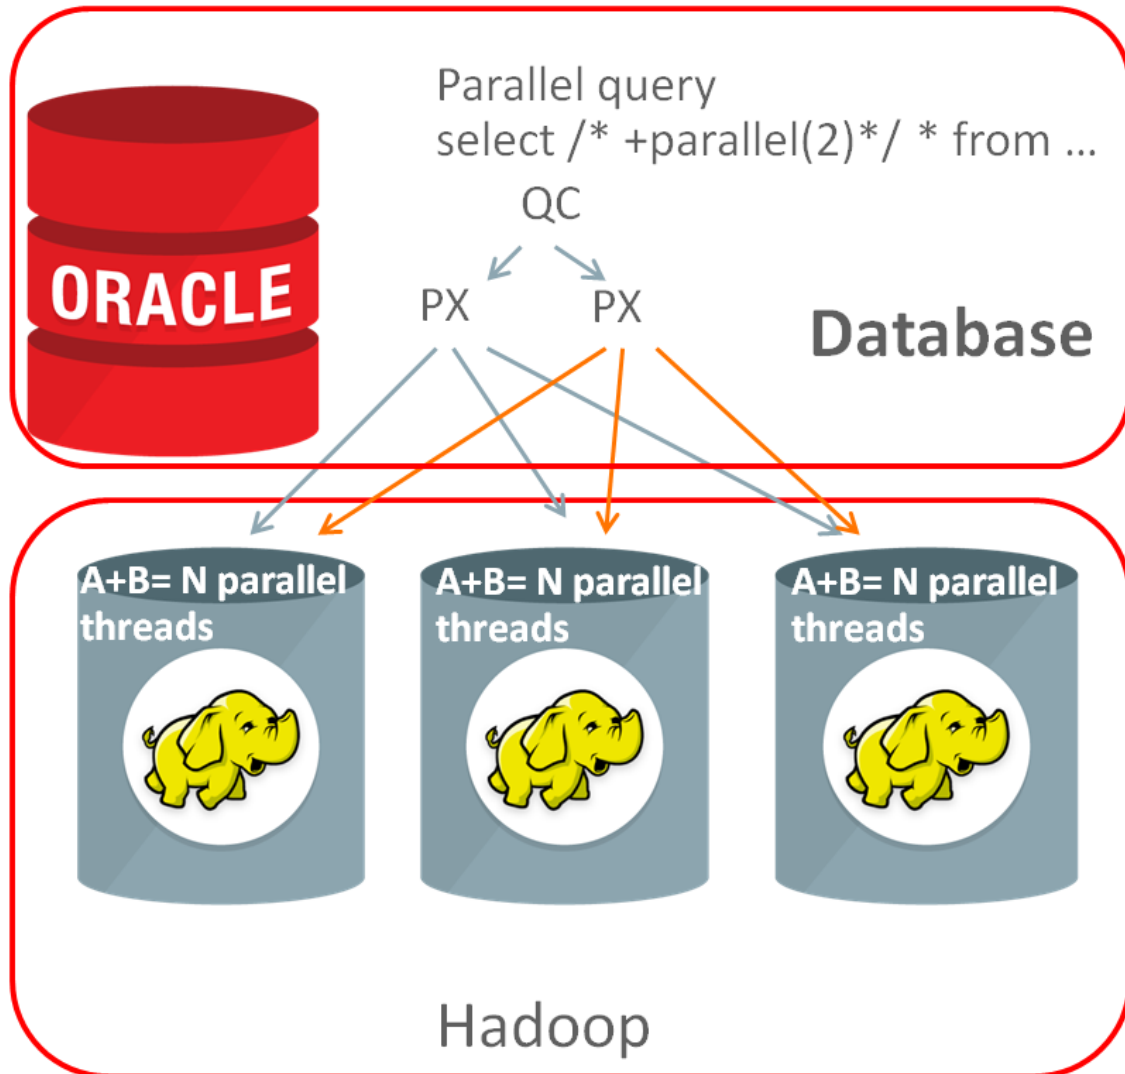 Parallel query
select /* +parallel(2)*/ * from ...
QC
PX PX
ORACLE
Database
A+B= N parallel
threads
A+B= N parallel
threads
A+B= N parallel
threads
Hadoop